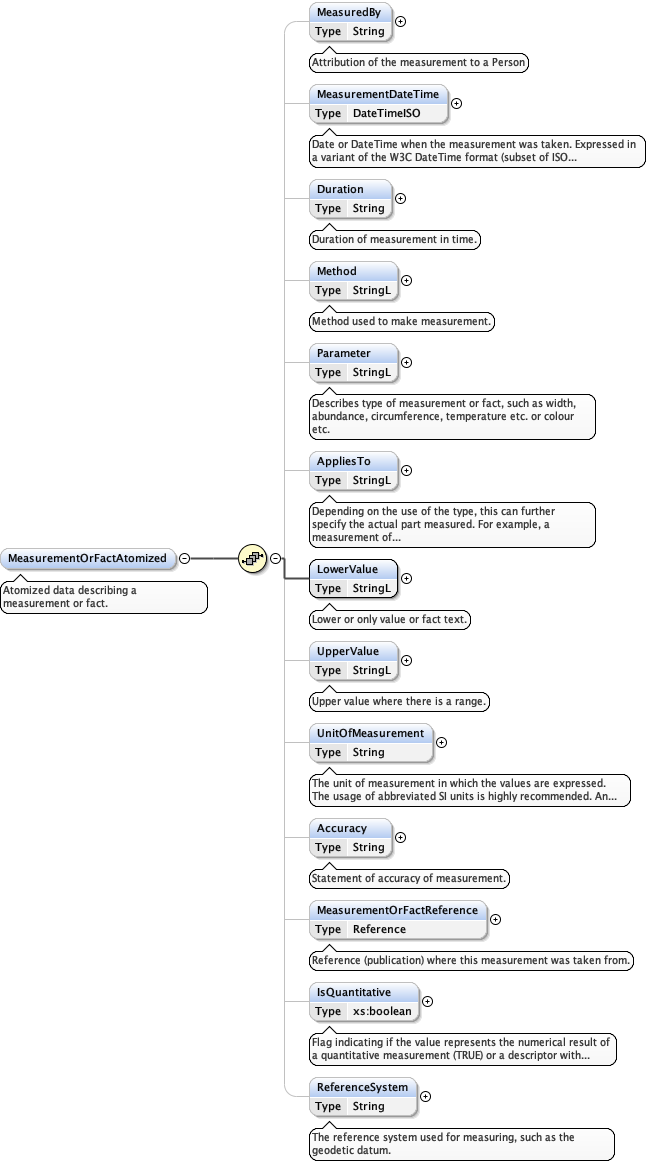 MeasuredBy
Type String
Attribution of the measurement to a Person
MeasurementDateTime
Type DateTimeISO
Date or DateTime when the measurement was taken. Expressed in
a variant of the W3C DateTime format (subset of ISO...
Duration
Type String
Duration of measurement in time.
Method
Type StringL
Method used to make measurement.
Parameter
Type StringL
Describes type of measurement or fact, such as width,
abundance, circumference, temperature etc. or colour
etc.
AppliesTo
Type StringL
Depending on the use of the type, this can further
specify the actual part measured. For example, a
measurement of...
MeasurementOrFactAtomized
Atomized data describing a
measurement or fact.
LowerValue
Type StringL
Lower or only value or fact text.
UpperValue
Type StringL
Upper value where there is a range.
UnitOfMeasurement
Type String
The unit of measurement in which the values are expressed.
The usage of abbreviated SI units is highly recommended. An...
Accuracy
Type String
Statement of accuracy of measurement.
MeasurementOrFactReference
Type Reference
Reference (publication) where this measurement was taken from.
IsQuantitative
Type xs:boolean
Flag indicating if the value represents the numerical result of
a quantitative measurement (TRUE) or a descriptor with...
ReferenceSystem
Type String
The reference system used for measuring, such as the
geodetic datum.